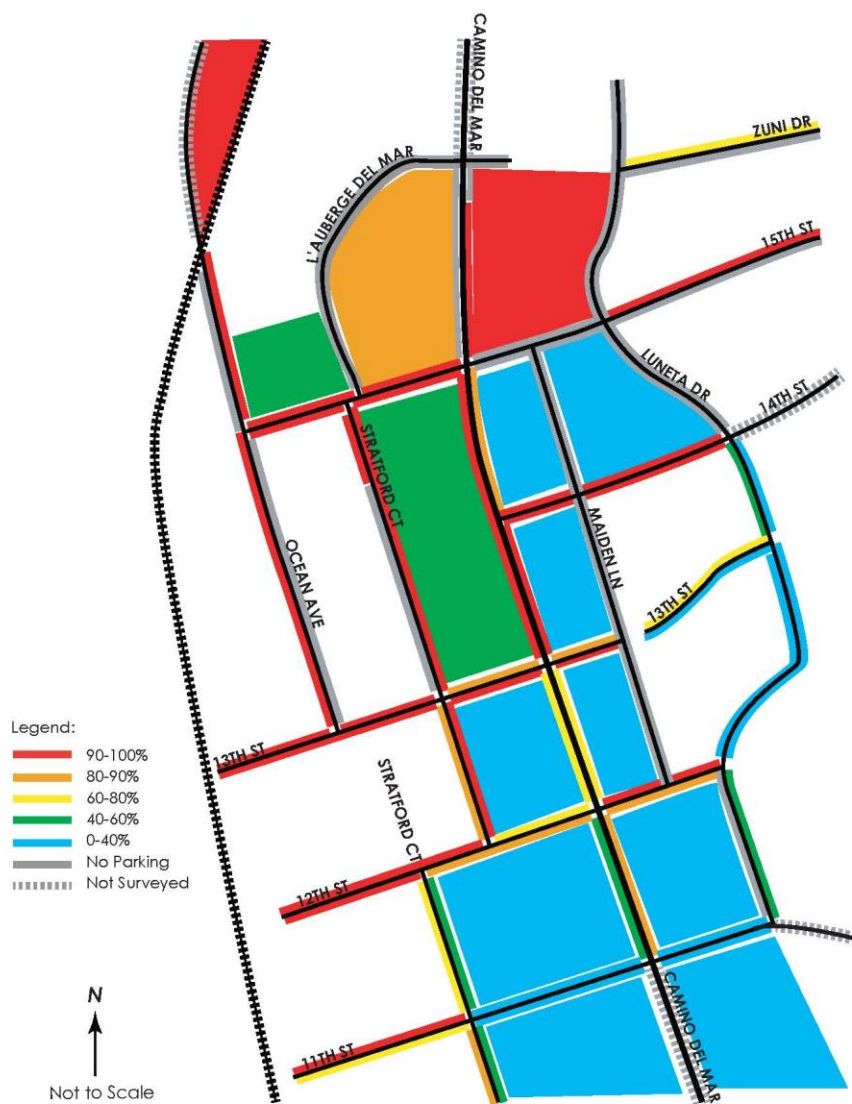 CAMINO DEL MAR
ZUNI DR
L'AUBERGE DEL MAR
15TH ST
LUNETA DR
14TH ST
STRATFORD CT
MAIDEN LN
OCEAN AVE
13TH ST
13TH ST
STRATFORD CT
12TH ST
CAMINO DEL MAR
11TH ST
Legend:
90-100%
80-90%
60-80%
40-60%
0-40%
No Parking
Not Surveyed
N
Not to Scale